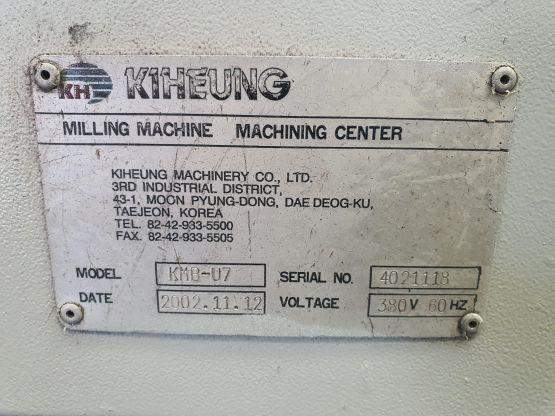 KH KIHEUNG
MILLING MACHINE MACHINING CENTER
KIHEUNG MACHINERY CO., LTD.
3RD INDUSTRIAL DISTRICT,
43-1, MOON PYUNG-DONG, DAE DEOG-KU,
TAEJEON, KOREA
TEL. 82-42-933-5500
FAX. 82-42-933-5505
MODEL KMB-U7 SERIAL NO. 4021118
DATE 2002.11.12 VOLTAGE 380V 60HZ